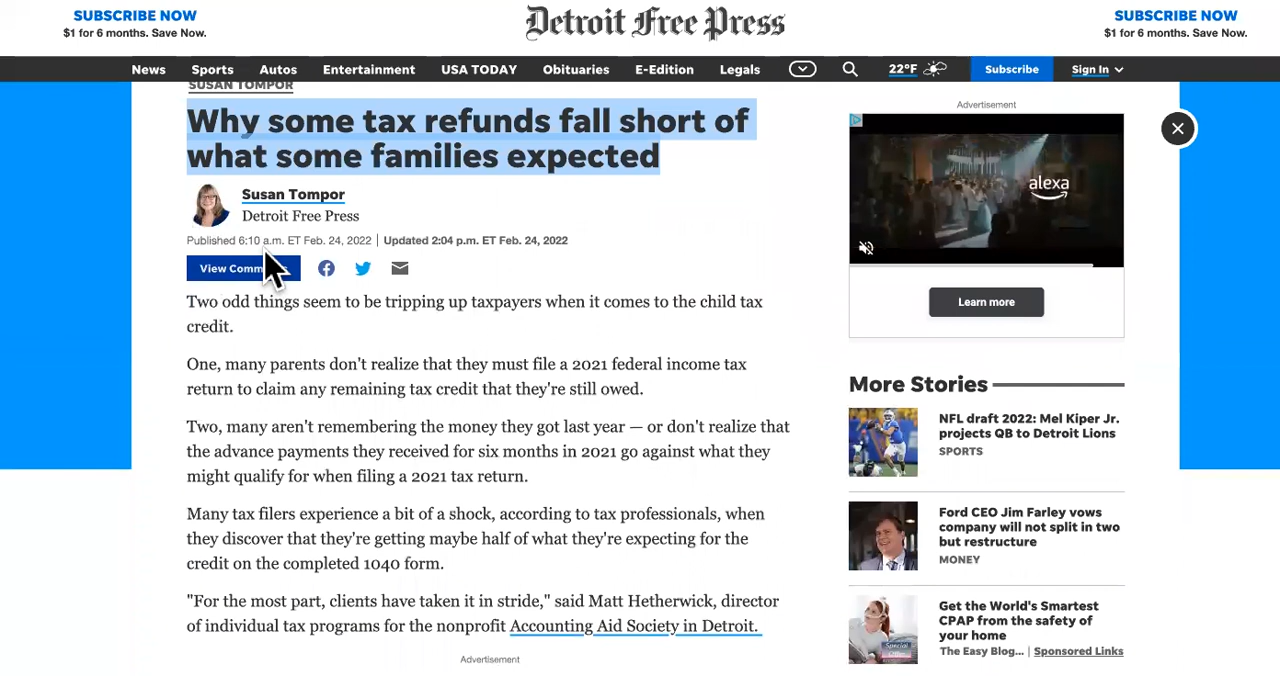 SUBSCRIBE NOW
$1 for 6 months. Save Now.
Detroit Free Press
SUBSCRIBE NOW
$1 for 6 months. Save Now.
News Sports Autos Entertainment USA TODAY Obituaries E-Edition Legals 22°F Subscribe Sign In
SUSAN TOMPOR
Why some tax refunds fall short of
what some families expected
Susan Tompor
Detroit Free Press
Published 6:10 a.m. ET Feb. 24, 2022 | Updated 2:04 p.m. ET Feb. 24, 2022
View
Two odd things seem to be tripping up taxpayers when it comes to the child tax
credit.
One, many parents don't realize that they must file a 2021 federal income tax
return to claim any remaining tax credit that they're still owed.
Two, many aren't remembering the money they got last year — or don't realize that
the advance payments they received for six months in 2021 go against what they
might qualify for when filing a 2021 tax return.
Many tax filers experience a bit of a shock, according to tax professionals, when
they discover that they're getting maybe half of what they're expecting for the
credit on the completed 1040 form.
"For the most part, clients have taken it in stride," said Matt Hetherwick, director
of individual tax programs for the nonprofit Accounting Aid Society in Detroit.
Advertisement
Advertisement
alexa
Learn more
More Stories
NFL draft 2022: Mel Kiper Jr.
projects QB to Detroit Lions
SPORTS
Ford CEO Jim Farley vows
company will not split in two
but restructure
MONEY
Get the World's Smartest
CPAP from the safety of
your home
The Easy Blog... | Sponsored Links